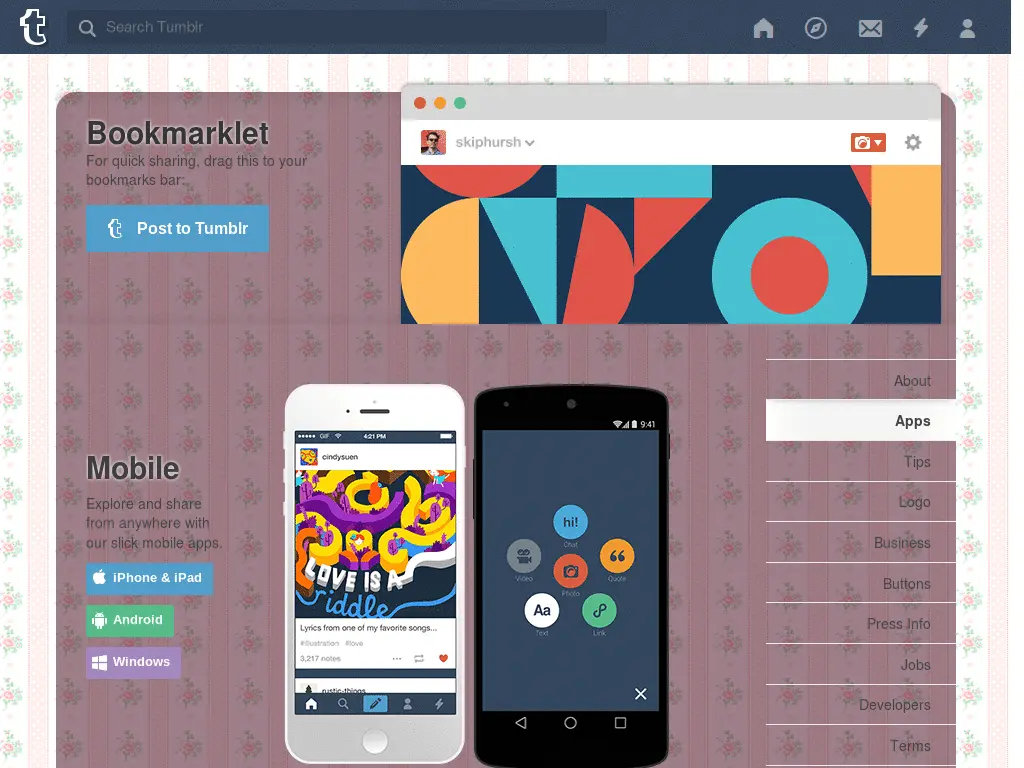 t
Search Tumblr
Bookmarklet
For quick sharing, drag this to your
bookmarks bar:
t Post to Tumblr
skiphursh
About
Apps
Tips
Logo
Business
Buttons
Press Info
Jobs
Developers
Terms
Mobile
Explore and share
from anywhere with
our slick mobile apps.
iPhone & iPad
Android
Windows
GIF 4:21 PM
cindysuen
LOVE IS A
riddle
Lyrics from one of my favorite songs...
#illustration #love
3,217 notes
rustic-things
9:41
hi!
Chat
Video
Quote
Photo
Aa
Text
Link